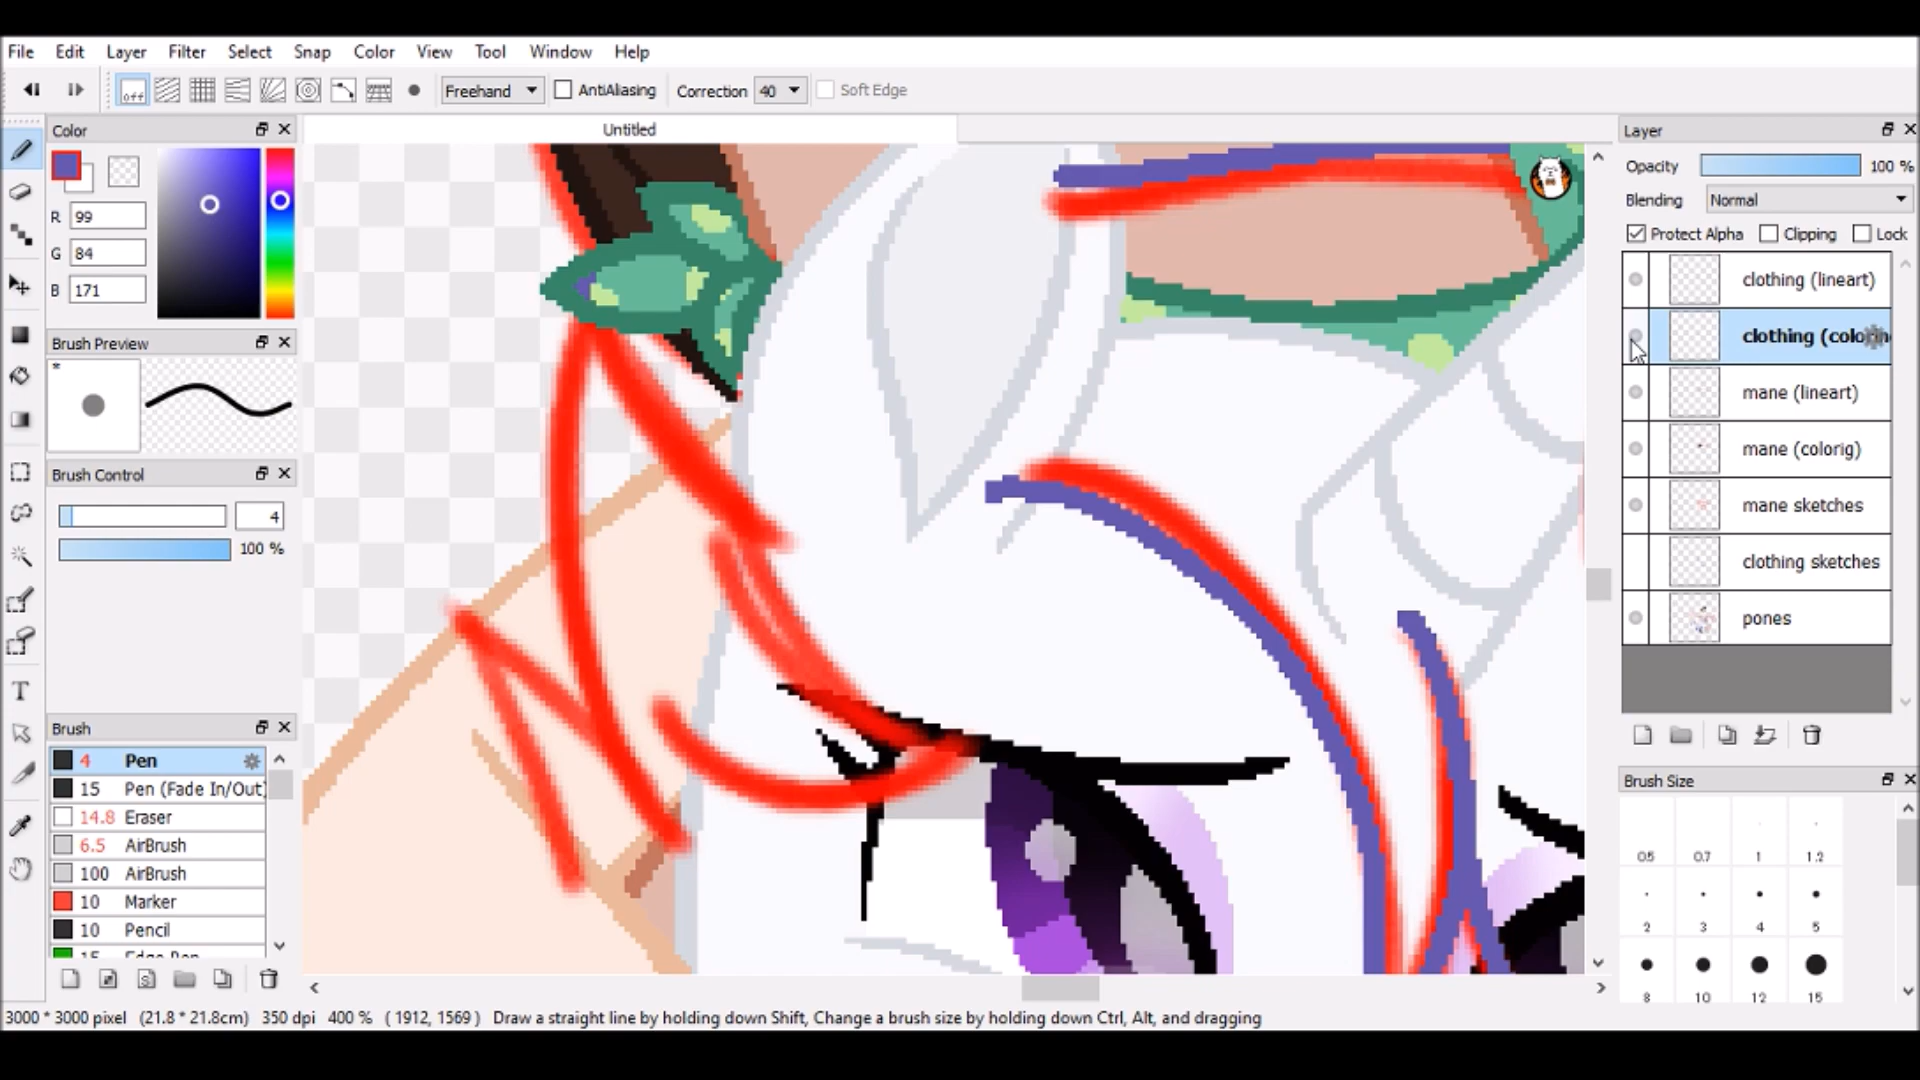 File Edit Layer Filter Select Snap Color View Tool Window Help
off Freehand AntiAliasing Correction 40 Soft Edge
Color
R 99
G 84
B 171
Brush Preview
*
Brush Control
4
100 %
Brush
4 Pen
15 Pen (Fade In/Out)
14.8 Eraser
6.5 AirBrush
100 AirBrush
10 Marker
10 Pencil
Untitled
Layer
Opacity 100 %
Blending Normal
Protect Alpha Clipping Lock
clothing (lineart)
clothing (colorin
mane (lineart)
mane (colorig)
mane sketches
clothing sketches
pones
Brush Size
0.5 0.7 1 1.2
2 3 4 5
8 10 12 15
3000 * 3000 pixel (21.8 * 21.8cm) 350 dpi 400 % ( 1912, 1569 ) Draw a straight line by holding down Shift, Change a brush size by holding down Ctrl, Alt, and dragging